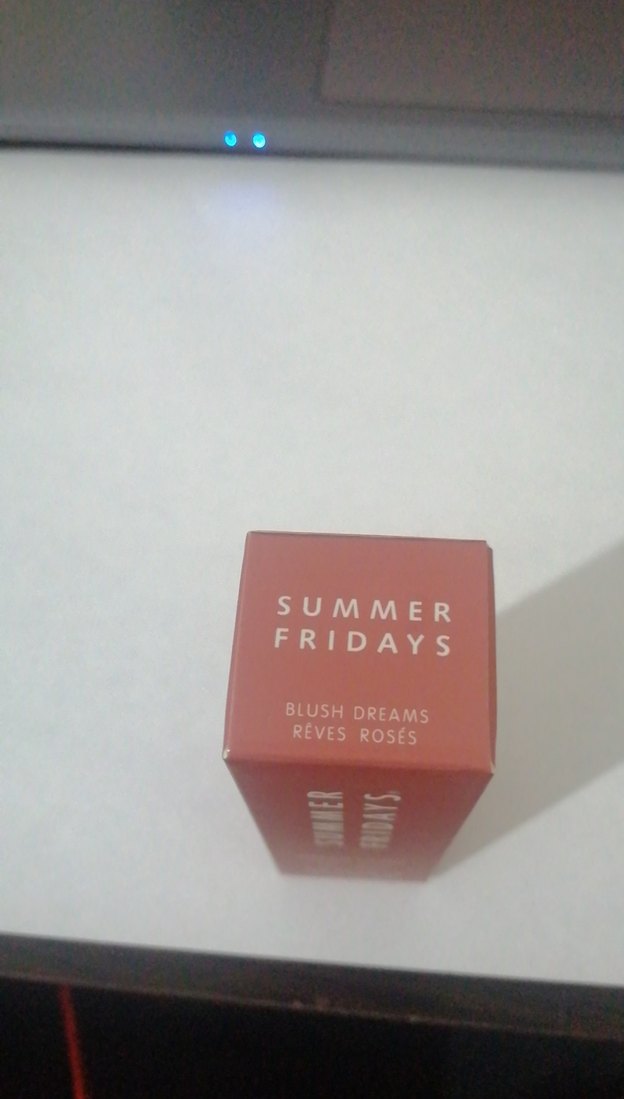 SUMMER
FRIDAYS
BLUSH DREAMS
RÊVES ROSÉS
SUMMER
FRIDAYS